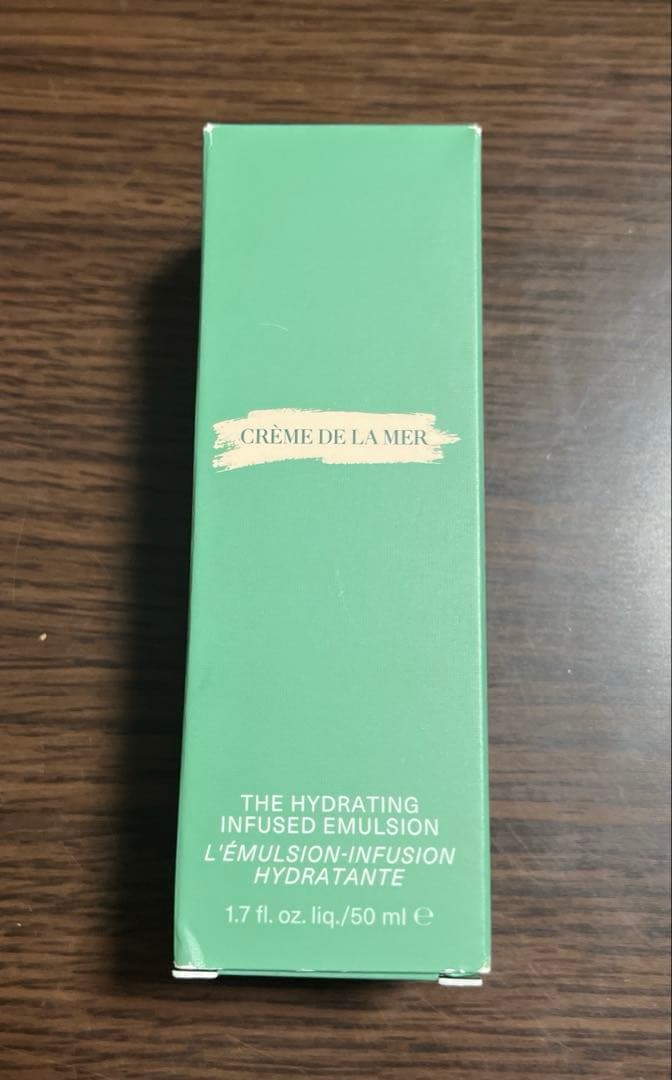 CRÈME DE LA MER
THE HYDRATING
INFUSED EMULSION
L'ÉMULSION-INFUSION
HYDRATANTE
1.7 fl. oz. liq./50 ml ℮